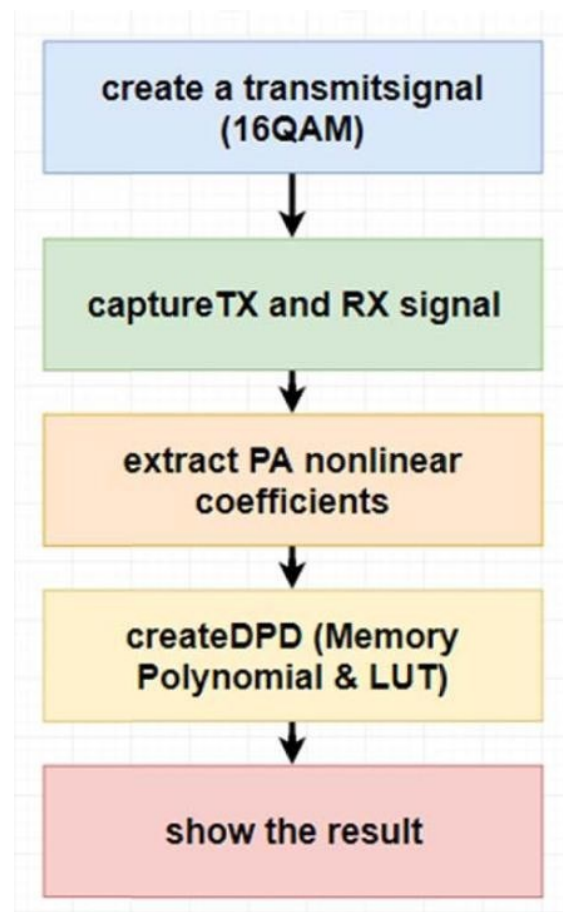 create a transmitsignal
(16QAM)
captureTX and RX signal
extract PA nonlinear
coefficients
createDPD (Memory
Polynomial & LUT)
show the result